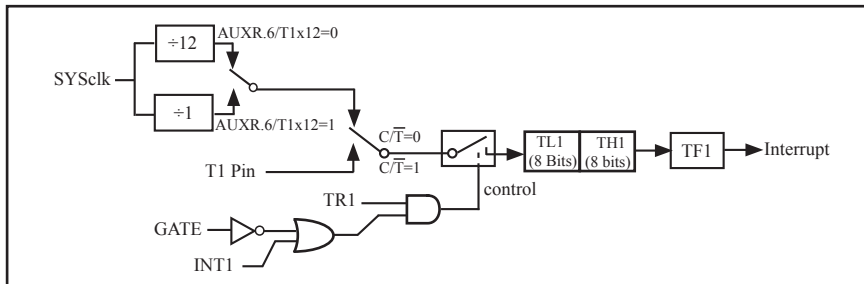 AUXR.6/T1x12=0
÷12
SYSclk
÷1
AUXR.6/T1x12=1
C/T̅=0
C/T̅=1
T1 Pin
TL1
(8 Bits)
TH1
(8 bits)
TF1
Interrupt
control
TR1
GATE
INT1